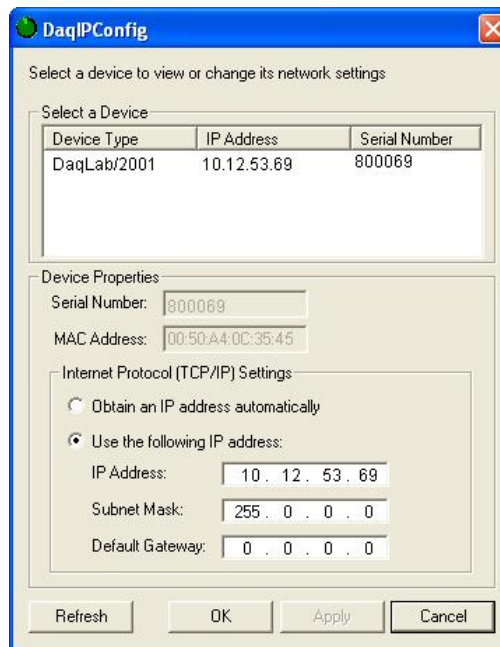 DaqIPConfig
Select a device to view or change its network settings
Select a Device
Device Type IP Address Serial Number
DaqLab/2001 10.12.53.69 800069
Device Properties
Serial Number: 800069
MAC Address: 00:50:A4:0C:35:45
Internet Protocol (TCP/IP) Settings
Obtain an IP address automatically
Use the following IP address:
IP Address: 10 . 12 . 53 . 69
Subnet Mask: 255 . 0 . 0 . 0
Default Gateway: 0 . 0 . 0 . 0
Refresh OK Apply Cancel